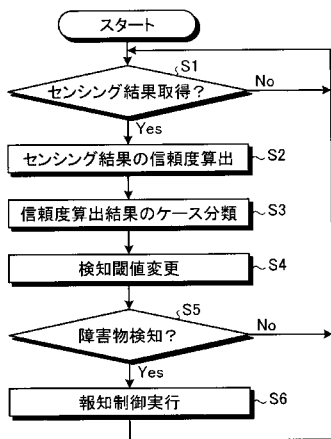 スタート
S1
センシング結果取得?
No
Yes
センシング結果の信頼度算出
S2
信頼度算出結果のケース分類
S3
検知閾値変更
S4
S5
障害物検知?
No
Yes
報知制御実行
S6